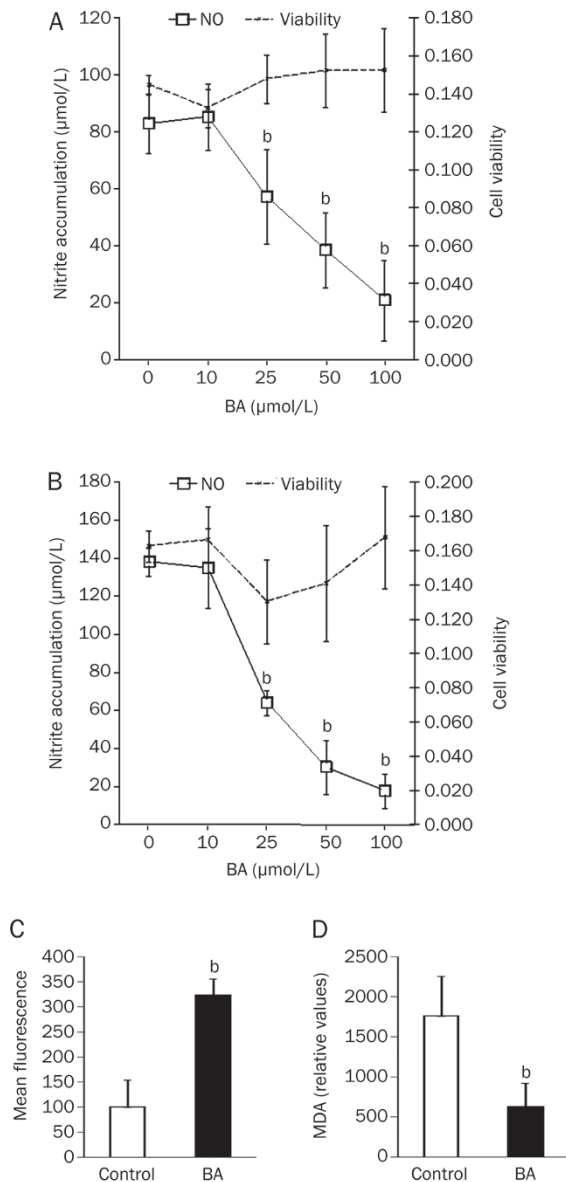 A
NO Viability
120
100
80
60
40
20
0
Nitrite accumulation (μmol/L)
0.180
0.160
0.140
0.120
0.100
0.080
0.060
0.040
0.020
0.000
Cell viability
b
b
b
0 10 25 50 100
BA (μmol/L)
B
NO Viability
180
160
140
120
100
80
60
40
20
0
Nitrite accumulation (μmol/L)
0.200
0.180
0.160
0.140
0.120
0.100
0.080
0.060
0.040
0.020
0.000
Cell viability
b
b
b
0 10 25 50 100
BA (μmol/L)
C
400
350
300
250
200
150
100
50
0
Mean fluorescence
b
Control BA
D
2500
2000
1500
1000
500
0
MDA (relative values)
b
Control BA